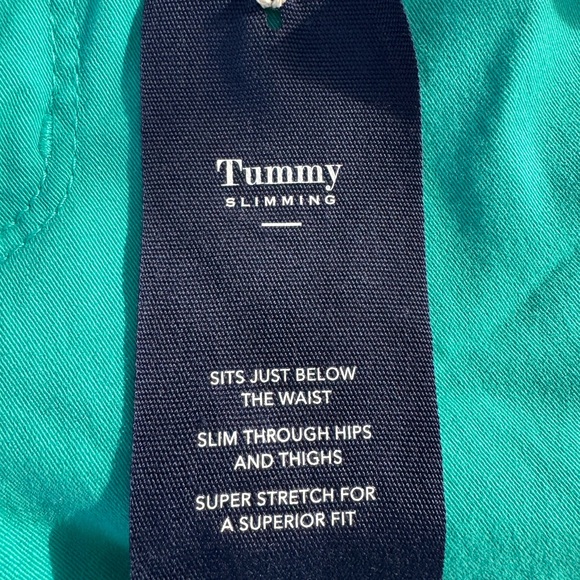 Tummy
SLIMMING
SITS JUST BELOW
THE WAIST
SLIM THROUGH HIPS
AND THIGHS
SUPER STRETCH FOR
A SUPERIOR FIT